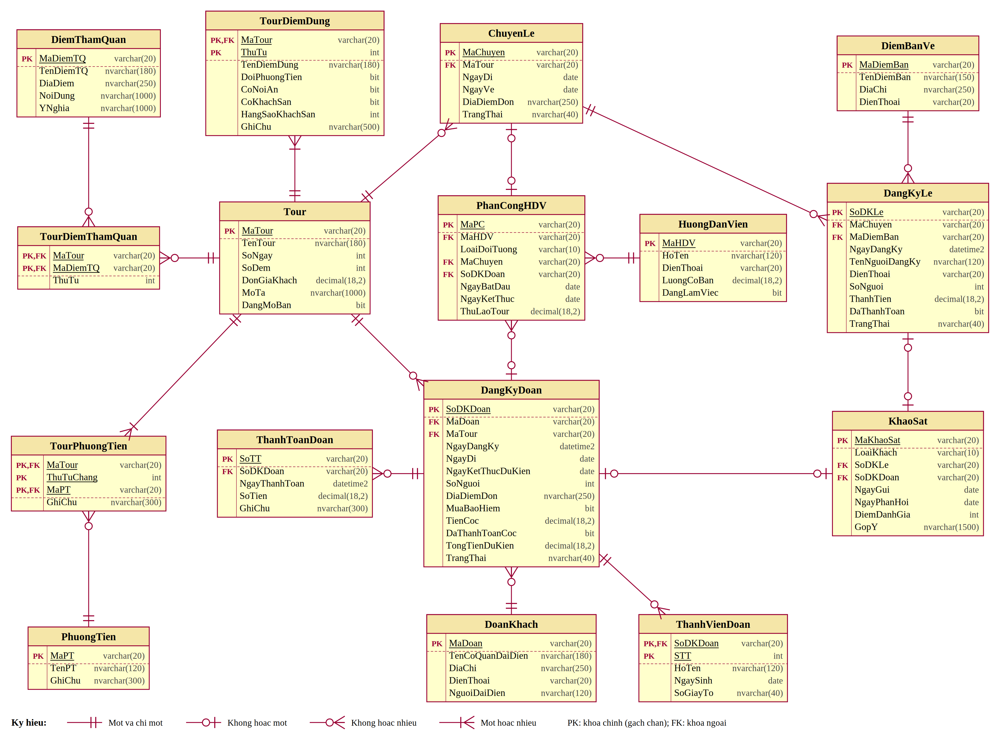 TourDiemDung
PK,FK MaTour varchar(20)
PK ThuTu int
TenDiemDung nvarchar(180)
DoiPhuongTien bit
CoNoiAn bit
CoKhachSan bit
HangSaoKhachSan int
GhiChu nvarchar(500)
ChuyenLe
PK MaChuyen varchar(20)
FK MaTour varchar(20)
NgayDi date
NgayVe date
DiaDiemDon nvarchar(250)
TrangThai nvarchar(40)
DiemThamQuan
PK MaDiemTQ varchar(20)
TenDiemTQ nvarchar(180)
DiaDiem nvarchar(250)
NoiDung nvarchar(1000)
YNghia nvarchar(1000)
DiemBanVe
PK MaDiemBan varchar(20)
TenDiemBan nvarchar(150)
DiaChi nvarchar(250)
DienThoai varchar(20)
TourDiemThamQuan
PK,FK MaTour varchar(20)
PK,FK MaDiemTQ varchar(20)
ThuTu int
Tour
PK MaTour varchar(20)
TenTour nvarchar(180)
SoNgay int
SoDem int
DonGiaKhach decimal(18,2)
MoTa nvarchar(1000)
DangMoBan bit
PhanCongHDV
PK MaPC varchar(20)
FK MaHDV varchar(20)
LoaiDoiTuong varchar(10)
FK MaChuyen varchar(20)
FK SoDKDoan varchar(20)
NgayBatDau date
NgayKetThuc date
ThuLaoTour decimal(18,2)
HuongDanVien
PK MaHDV varchar(20)
HoTen nvarchar(120)
DienThoai varchar(20)
LuongCoBan decimal(18,2)
DangLamViec bit
DangKyLe
PK SoDKLe varchar(20)
FK MaChuyen varchar(20)
FK MaDiemBan varchar(20)
NgayDangKy datetime2
TenNguoiDangKy nvarchar(120)
DienThoai varchar(20)
SoNguoi int
ThanhTien decimal(18,2)
DaThanhToan bit
TrangThai nvarchar(40)
TourPhuongTien
PK,FK MaTour varchar(20)
PK ThuTuChang int
PK,FK MaPT varchar(20)
GhiChu nvarchar(300)
ThanhToanDoan
PK SoTT varchar(20)
FK SoDKDoan varchar(20)
NgayThanhToan datetime2
SoTien decimal(18,2)
GhiChu nvarchar(300)
DangKyDoan
PK SoDKDoan varchar(20)
FK MaDoan varchar(20)
FK MaTour varchar(20)
NgayDangKy datetime2
NgayDi date
NgayKetThucDuKien date
SoNguoi int
DiaDiemDon nvarchar(250)
MuaBaoHiem bit
TienCoc decimal(18,2)
DaThanhToanCoc bit
TongTienDuKien decimal(18,2)
TrangThai nvarchar(40)
KhaoSat
PK MaKhaoSat varchar(20)
LoaiKhach varchar(10)
FK SoDKLe varchar(20)
FK SoDKDoan varchar(20)
NgayGui date
NgayPhanHoi date
DiemDanhGia int
GopY nvarchar(1500)
PhuongTien
PK MaPT varchar(20)
TenPT nvarchar(120)
GhiChu nvarchar(300)
DoanKhach
PK MaDoan varchar(20)
TenCoQuanDaiDien nvarchar(180)
DiaChi nvarchar(250)
DienThoai varchar(20)
NguoiDaiDien nvarchar(120)
ThanhVienDoan
PK,FK SoDKDoan varchar(20)
PK STT int
HoTen nvarchar(120)
NgaySinh date
SoGiayTo nvarchar(40)
Ky hieu: Mot va chi mot Khong hoac mot Khong hoac nhieu Mot hoac nhieu PK: khoa chinh (gach chan); FK: khoa ngoai